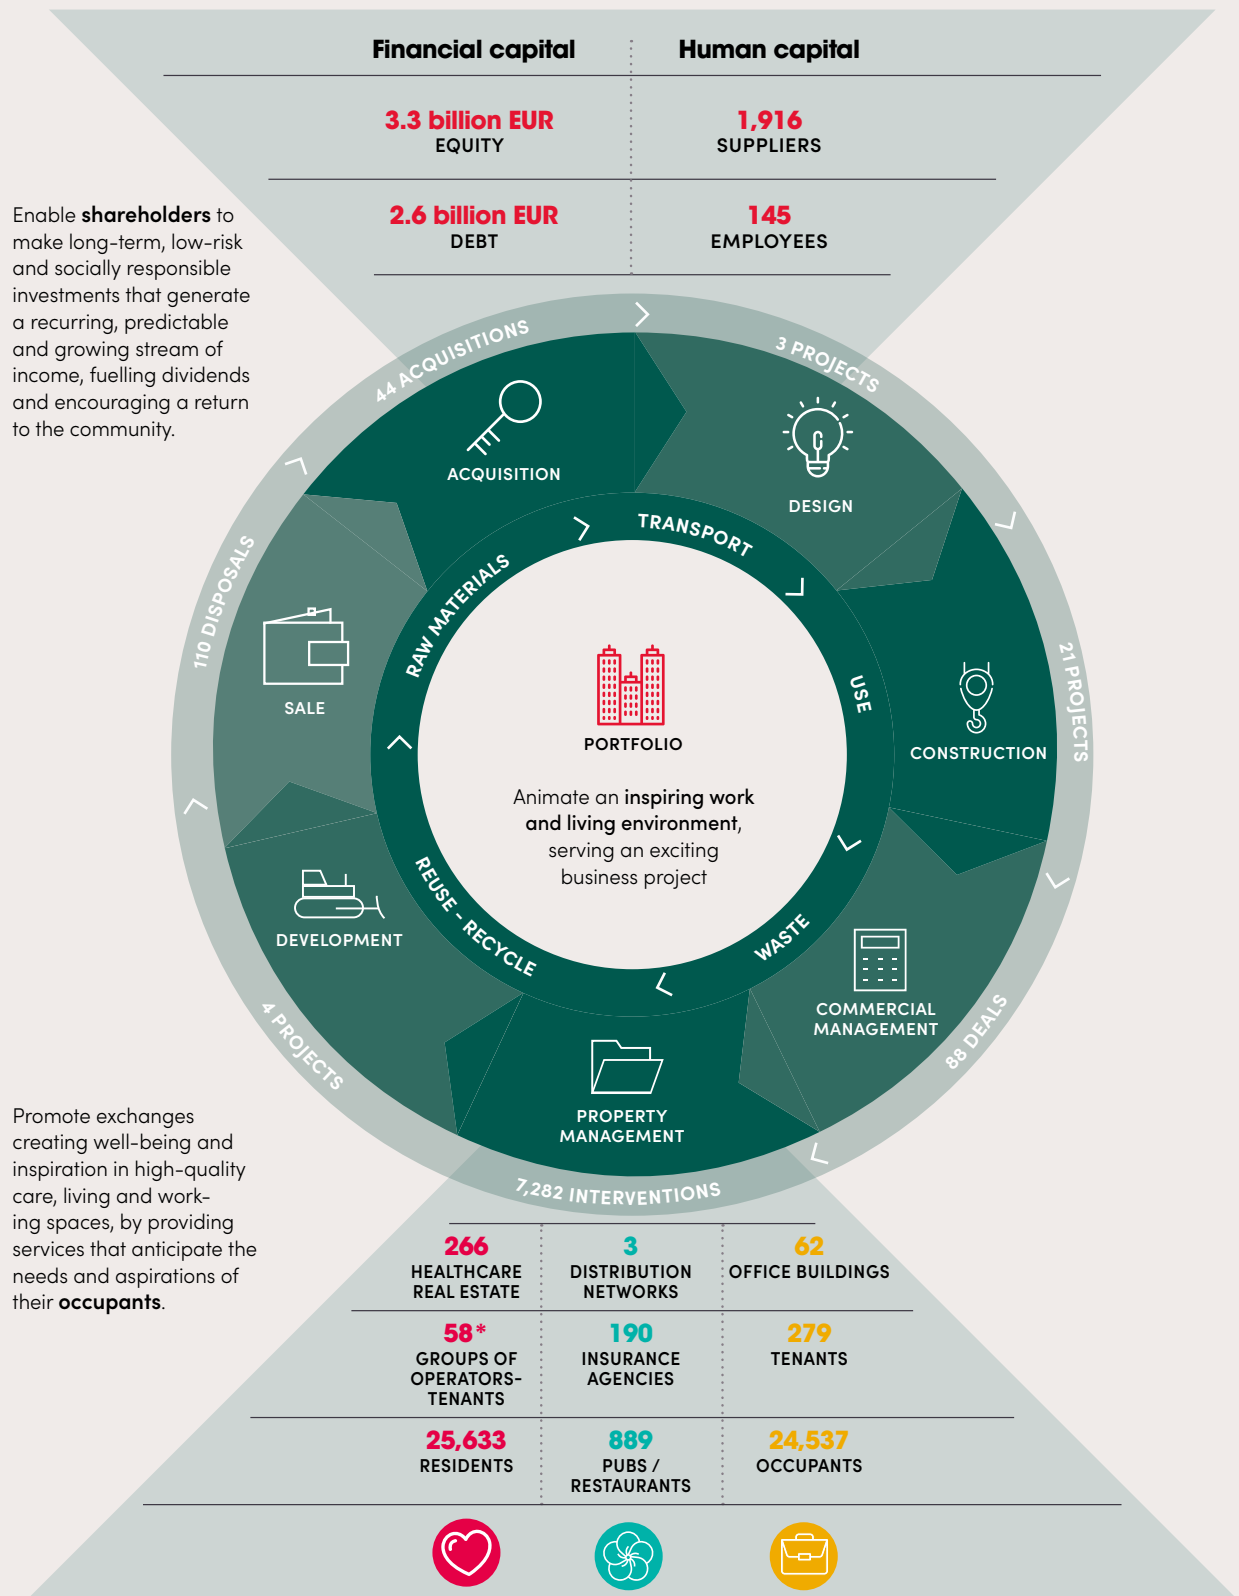 Financial capital
Human capital
3.3 billion EUR
EQUITY
1,916
SUPPLIERS
2.6 billion EUR
DEBT
145
EMPLOYEES
Enable shareholders to
make long-term, low-risk
and socially responsible
investments that generate
a recurring, predictable
and growing stream of
income, fuelling dividends
and encouraging a return
to the community.
44 ACQUISITIONS
3 PROJECTS
21 PROJECTS
88 DEALS
7,282 INTERVENTIONS
4 PROJECTS
110 DISPOSALS
ACQUISITION
DESIGN
CONSTRUCTION
COMMERCIAL
MANAGEMENT
PROPERTY
MANAGEMENT
DEVELOPMENT
SALE
RAW MATERIALS
TRANSPORT
USE
WASTE
REUSE - RECYCLE
PORTFOLIO
Animate an inspiring work
and living environment,
serving an exciting
business project
Promote exchanges
creating well-being and
inspiration in high-quality
care, living and work-
ing spaces, by providing
services that anticipate the
needs and aspirations of
their occupants.
266
HEALTHCARE
REAL ESTATE
3
DISTRIBUTION
NETWORKS
62
OFFICE BUILDINGS
58*
GROUPS OF
OPERATORS-
TENANTS
190
INSURANCE
AGENCIES
279
TENANTS
25,633
RESIDENTS
889
PUBS /
RESTAURANTS
24,537
OCCUPANTS